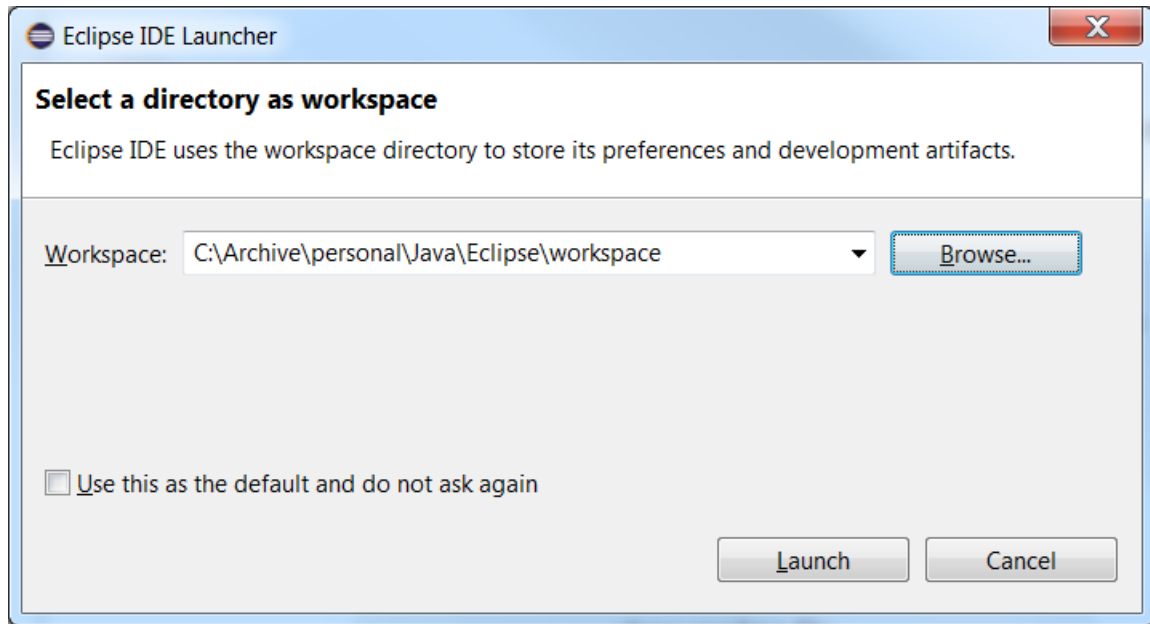 Eclipse IDE Launcher
X
Select a directory as workspace
Eclipse IDE uses the workspace directory to store its preferences and development artifacts.
Workspace: C:\Archive\personal\Java\Eclipse\workspace Browse...
Use this as the default and do not ask again
Launch Cancel